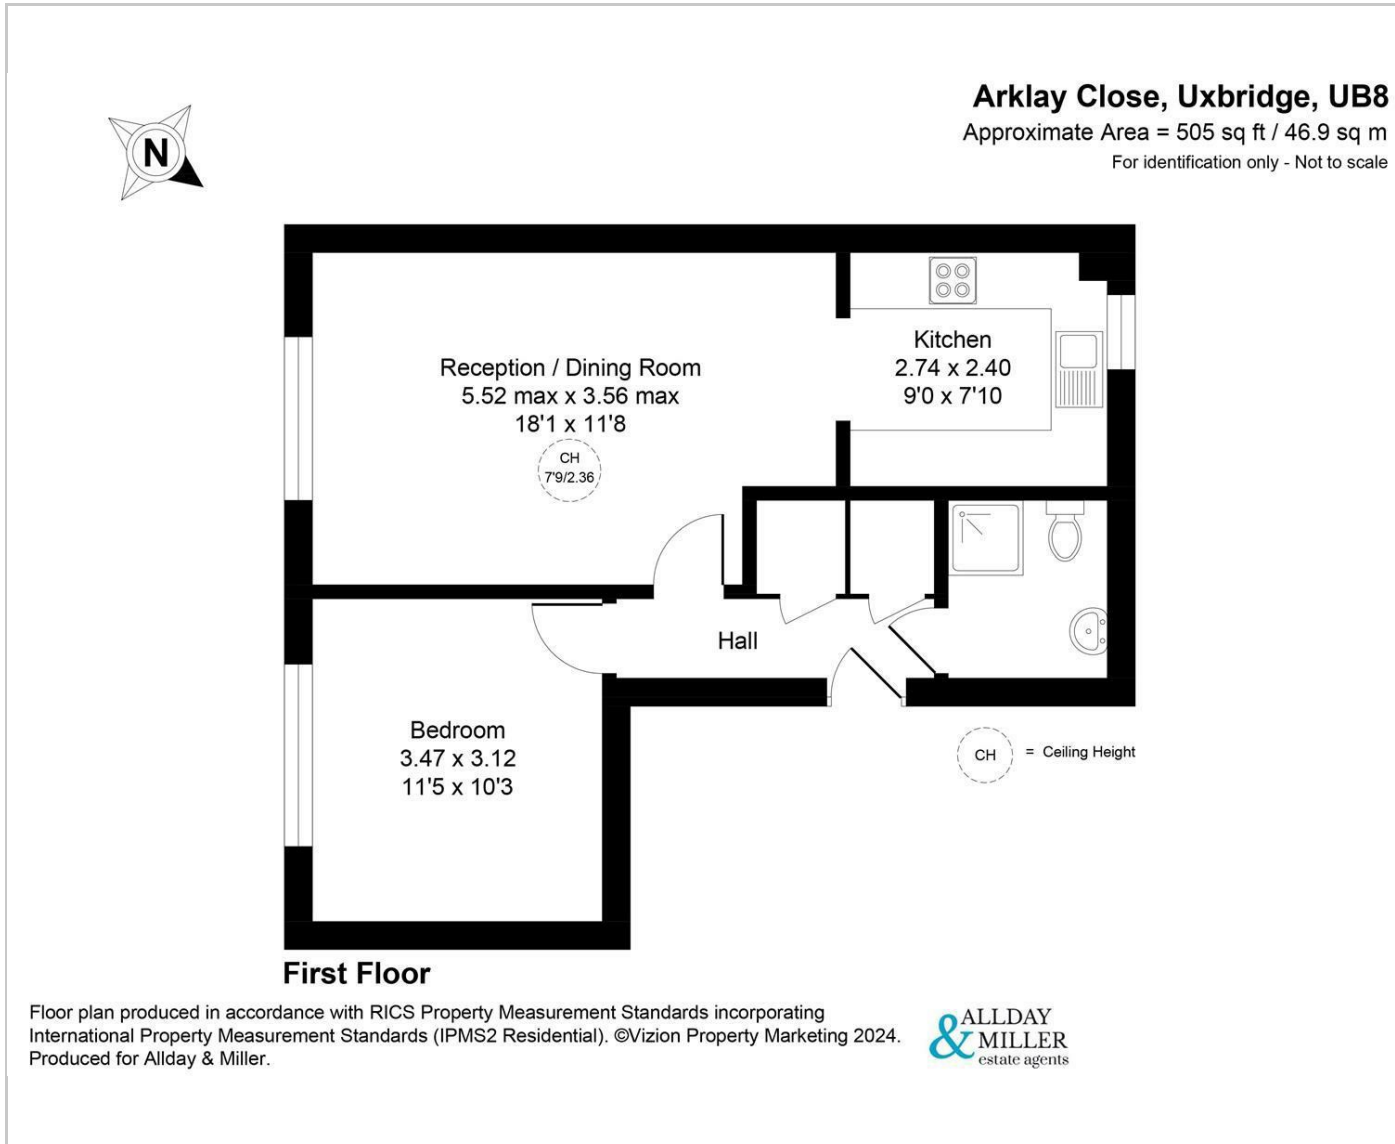 Arklay Close, Uxbridge, UB8
Approximate Area = 505 sq ft / 46.9 sq m
For identification only - Not to scale
N
Reception / Dining Room
5.52 max x 3.56 max
18'1 x 11'8
CH
7'9/2.36
Kitchen
2.74 x 2.40
9'0 x 7'10
Hall
Bedroom
3.47 x 3.12
11'5 x 10'3
CH = Ceiling Height
First Floor
Floor plan produced in accordance with RICS Property Measurement Standards incorporating
International Property Measurement Standards (IPMS2 Residential). ©Vizion Property Marketing 2024.
Produced for Allday & Miller.
ALLDAY
& MILLER
estate agents